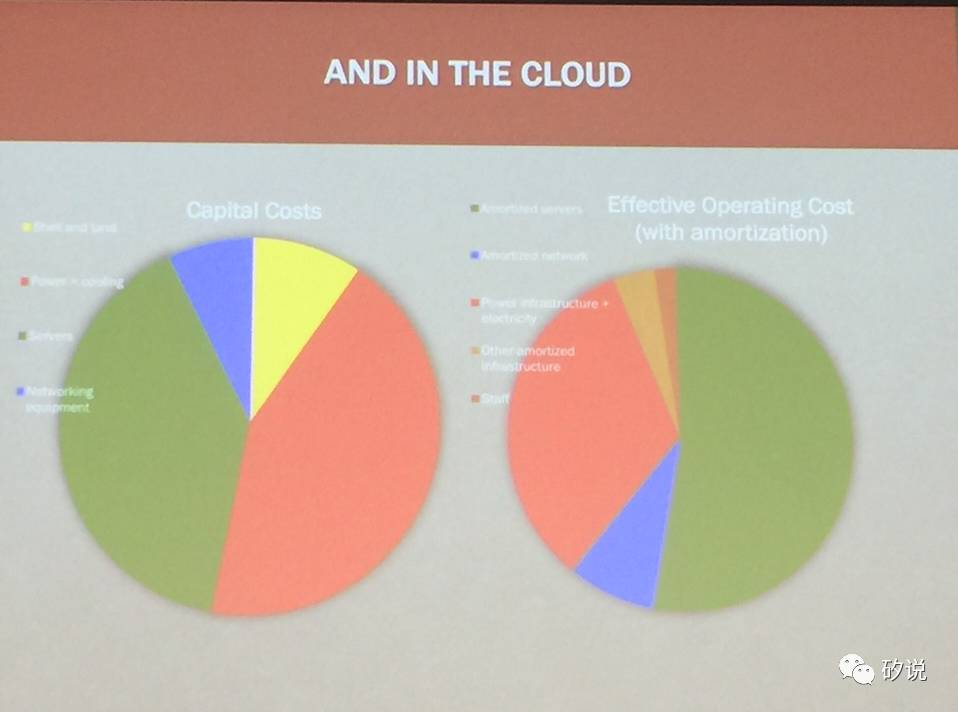 AND IN THE CLOUD
Capital Costs
Shell and land
Power + cooling
Servers
Networking
equipment
Effective Operating Cost
(with amortization)
Amortized servers
Amortized network
Power infrastructure +
electricity
Other amortized
infrastructure
Staff
矽说